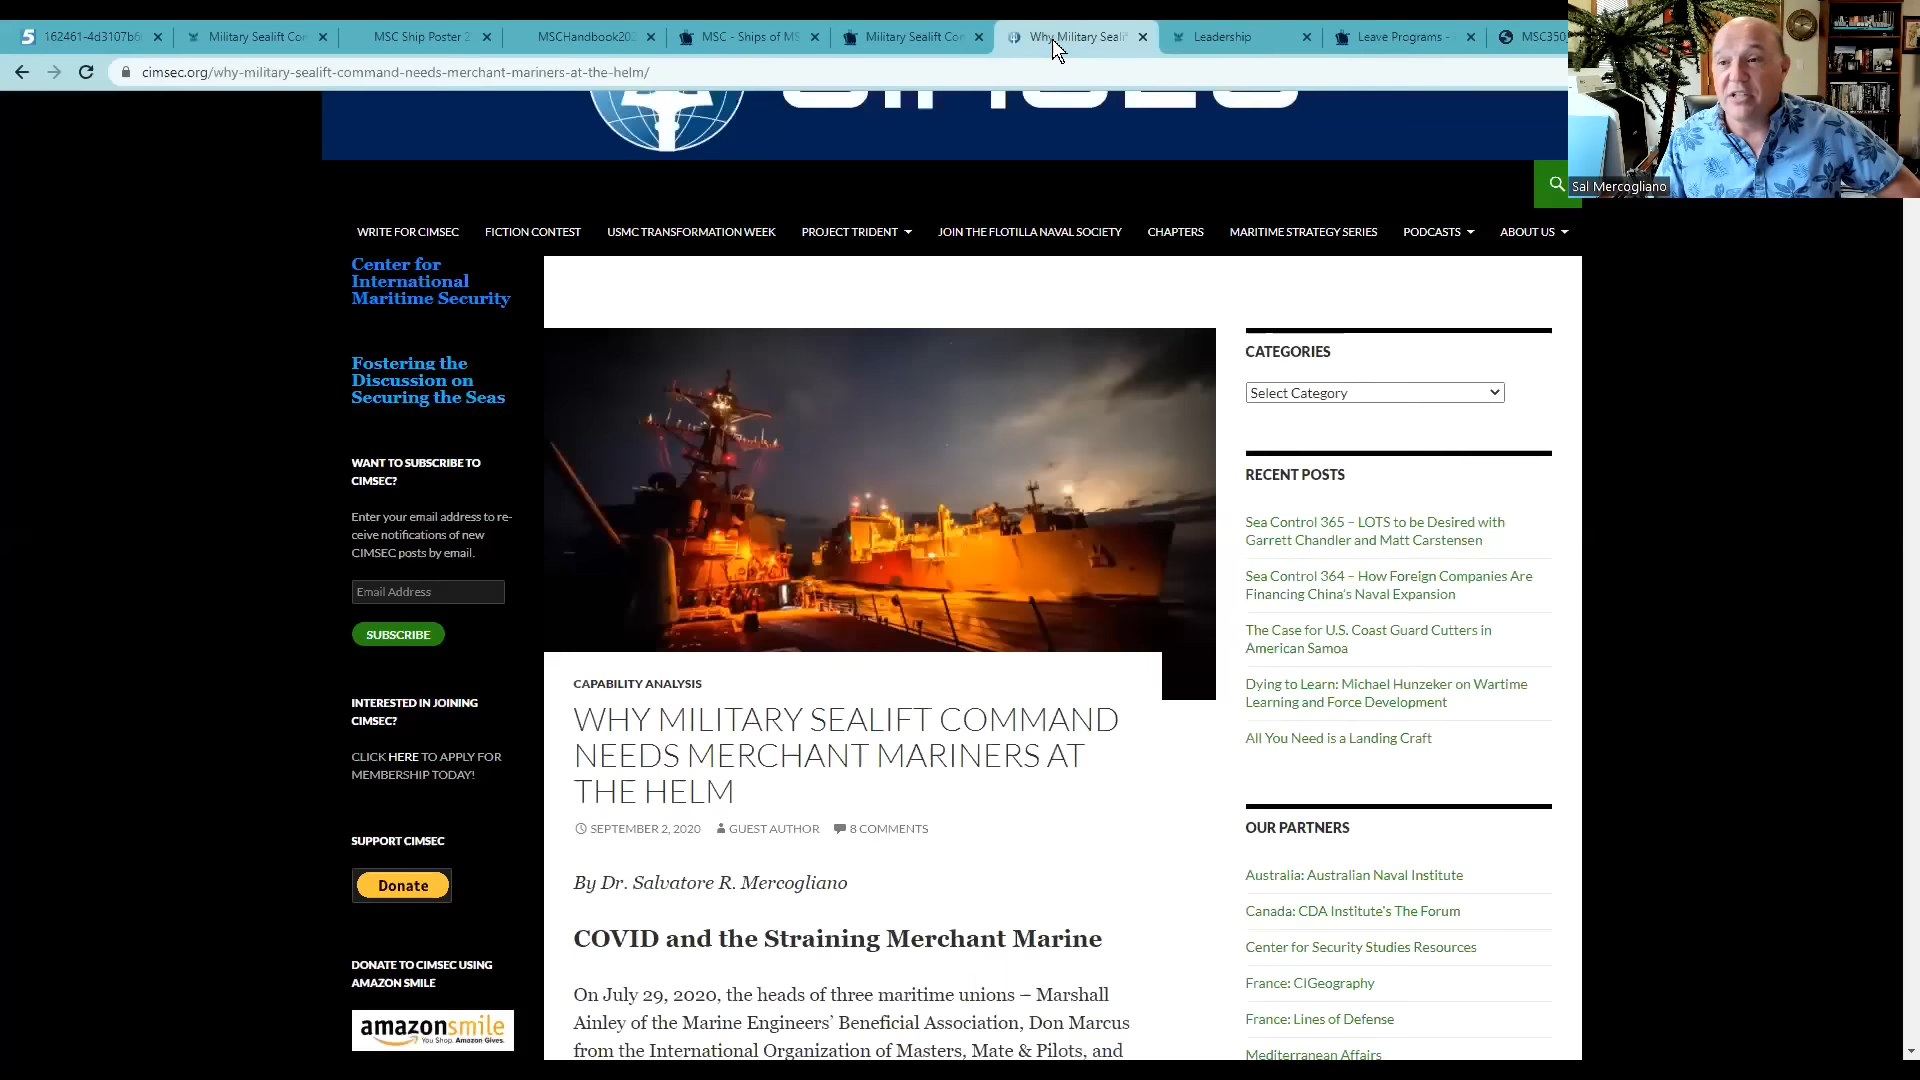 162461-4d3107b6
Military Sealift Con
MSC Ship Poster 2
MSCHandbook202
MSC - Ships of MS
Military Sealift Con
Why Military Seali
Leadership
Leave Programs -
MSC350
cimsec.org/why-military-sealift-command-needs-merchant-mariners-at-the-helm/
Sal Mercogliano
WRITE FOR CIMSEC
FICTION CONTEST
USMC TRANSFORMATION WEEK
PROJECT TRIDENT
JOIN THE FLOTILLA NAVAL SOCIETY
CHAPTERS
MARITIME STRATEGY SERIES
PODCASTS
ABOUT US
Center for
International
Maritime Security
Fostering the
Discussion on
Securing the Seas
WANT TO SUBSCRIBE TO
CIMSEC?
Enter your email address to re-
ceive notifications of new
CIMSEC posts by email.
Email Address
SUBSCRIBE
INTERESTED IN JOINING
CIMSEC?
CLICK HERE TO APPLY FOR
MEMBERSHIP TODAY!
SUPPORT CIMSEC
Donate
DONATE TO CIMSEC USING
AMAZON SMILE
amazonsmile
You Shop. Amazon Gives.
CAPABILITY ANALYSIS
WHY MILITARY SEALIFT COMMAND
NEEDS MERCHANT MARINERS AT
THE HELM
SEPTEMBER 2, 2020
GUEST AUTHOR
8 COMMENTS
By Dr. Salvatore R. Mercogliano
COVID and the Straining Merchant Marine
On July 29, 2020, the heads of three maritime unions – Marshall
Ainley of the Marine Engineers' Beneficial Association, Don Marcus
from the International Organization of Masters, Mate & Pilots, and
CATEGORIES
Select Category
RECENT POSTS
Sea Control 365 – LOTS to be Desired with
Garrett Chandler and Matt Carstensen
Sea Control 364 – How Foreign Companies Are
Financing China's Naval Expansion
The Case for U.S. Coast Guard Cutters in
American Samoa
Dying to Learn: Michael Hunzeker on Wartime
Learning and Force Development
All You Need is a Landing Craft
OUR PARTNERS
Australia: Australian Naval Institute
Canada: CDA Institute's The Forum
Center for Security Studies Resources
France: CIGeography
France: Lines of Defense
Mediterranean Affairs